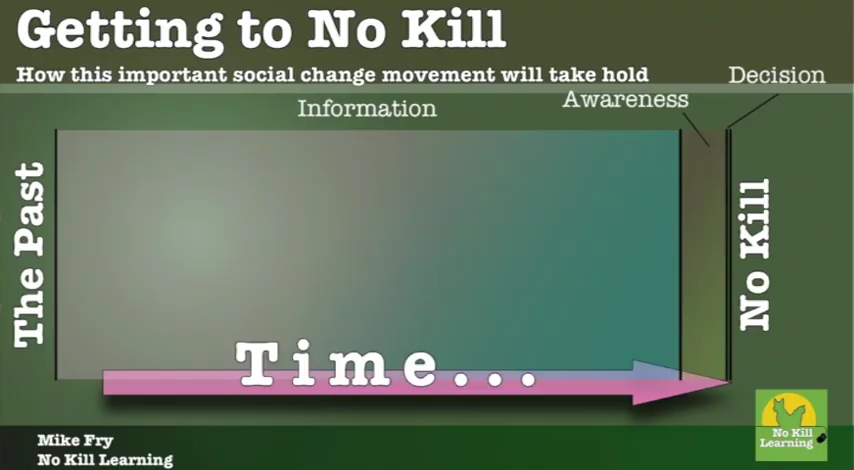 Getting to No Kill
How this important social change movement will take hold
Decision
Awareness
Information
The Past
No Kill
Time...
Mike Fry
No Kill Learning
No Kill
Learning